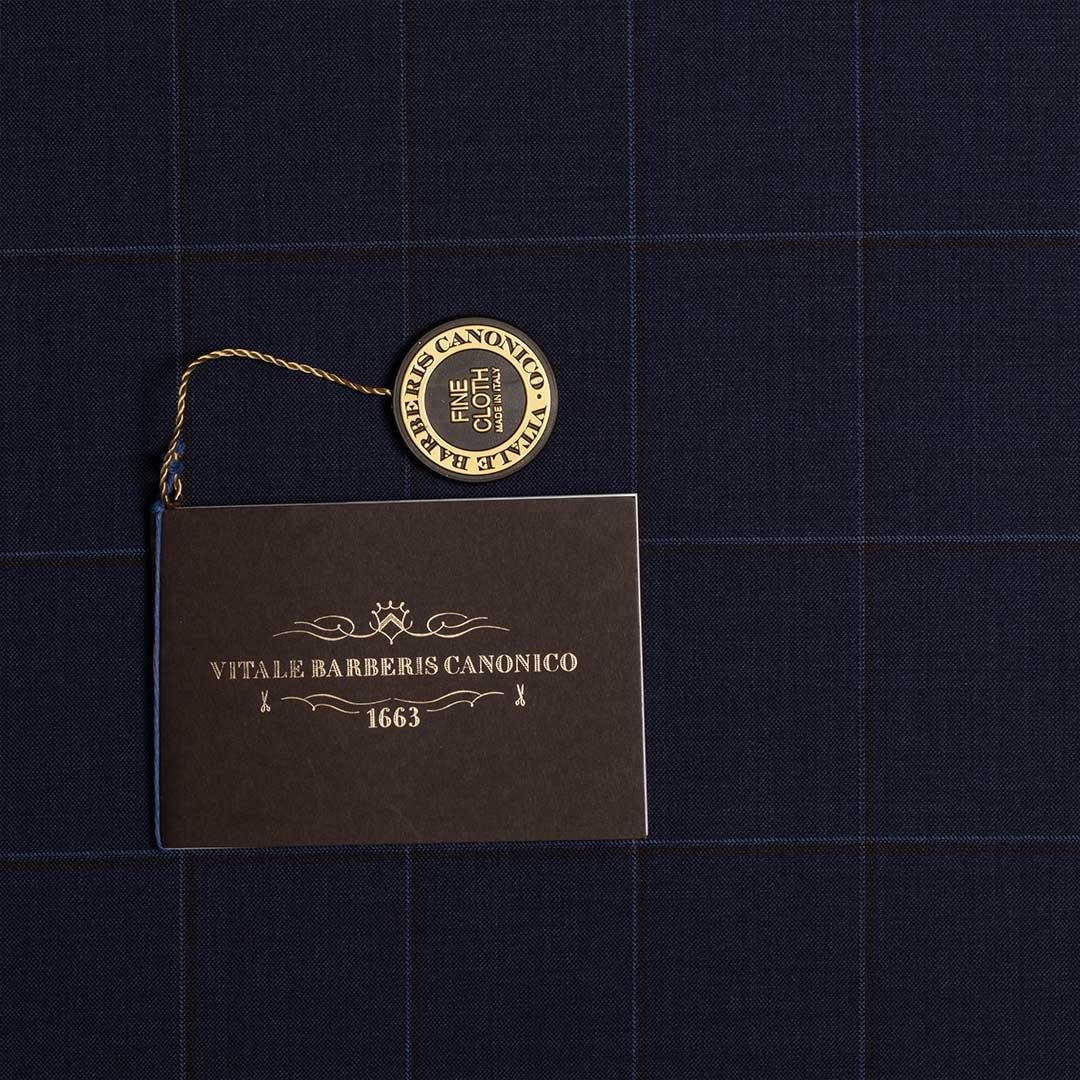 VITALE BARBERIS CANONICO ·
FINE
CLOTH
MADE IN ITALY
VITALE BARBERIS CANONICO
1663